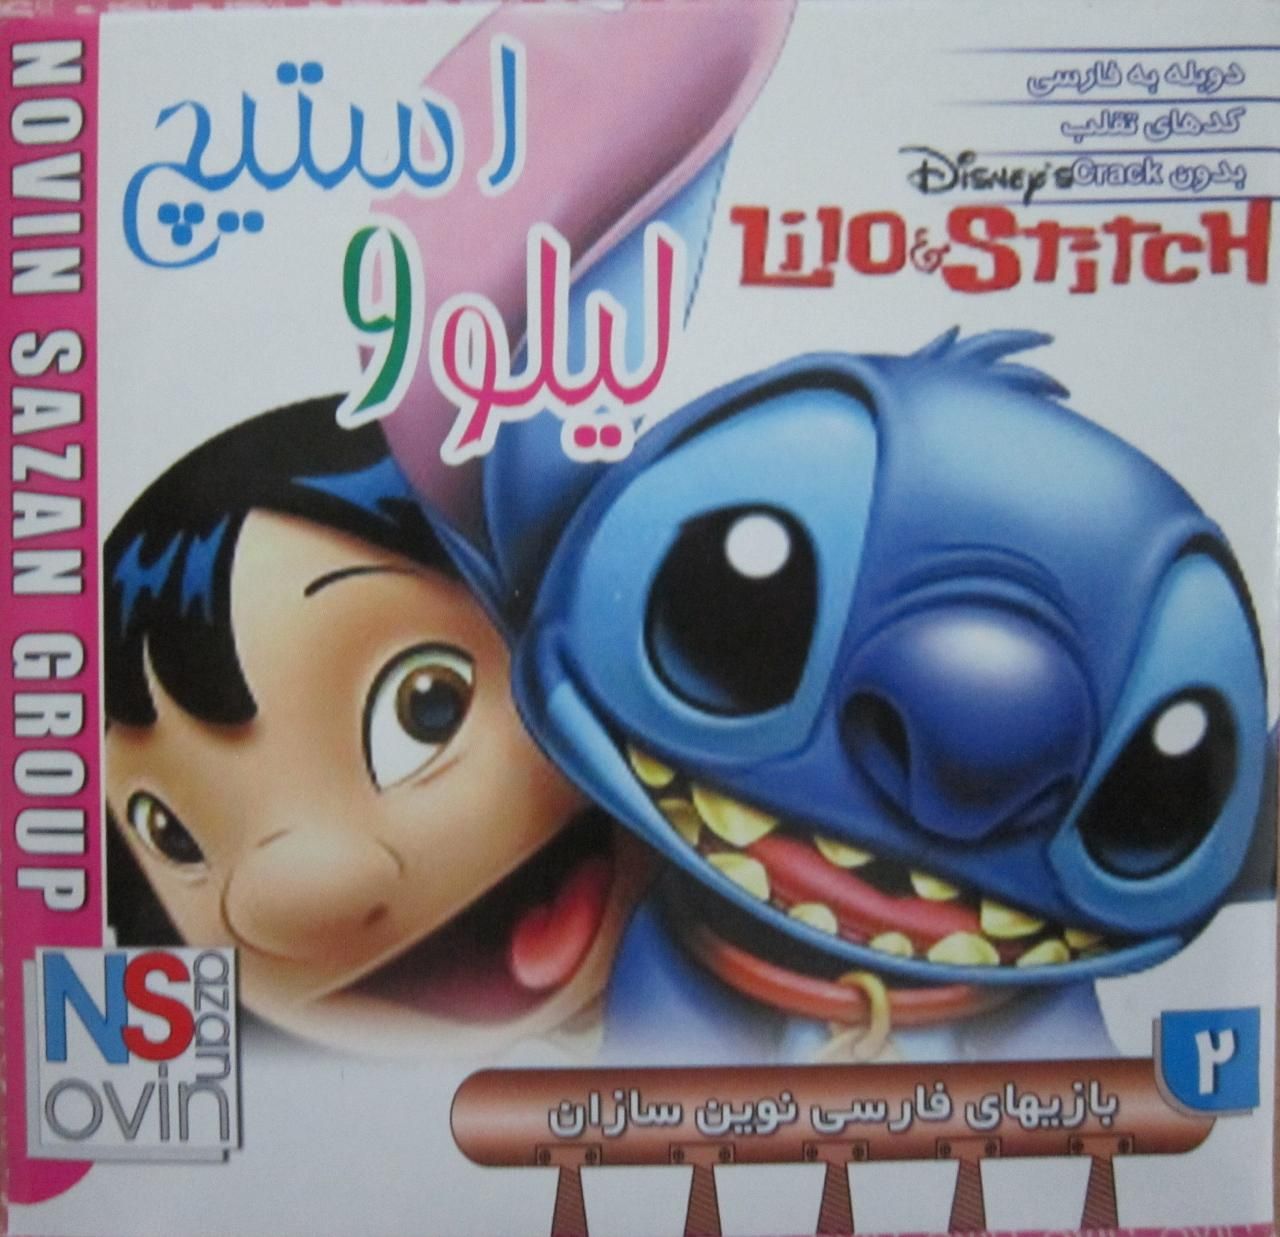 NOVIN SAZAN GROUP
دوبله به فارسی
کدهای تقلب
بدون Crack
Disney's
Lilo & Stitch
لیلو و
استیچ
۲
بازیهای فارسی نوین سازان
NS
ovin
azan